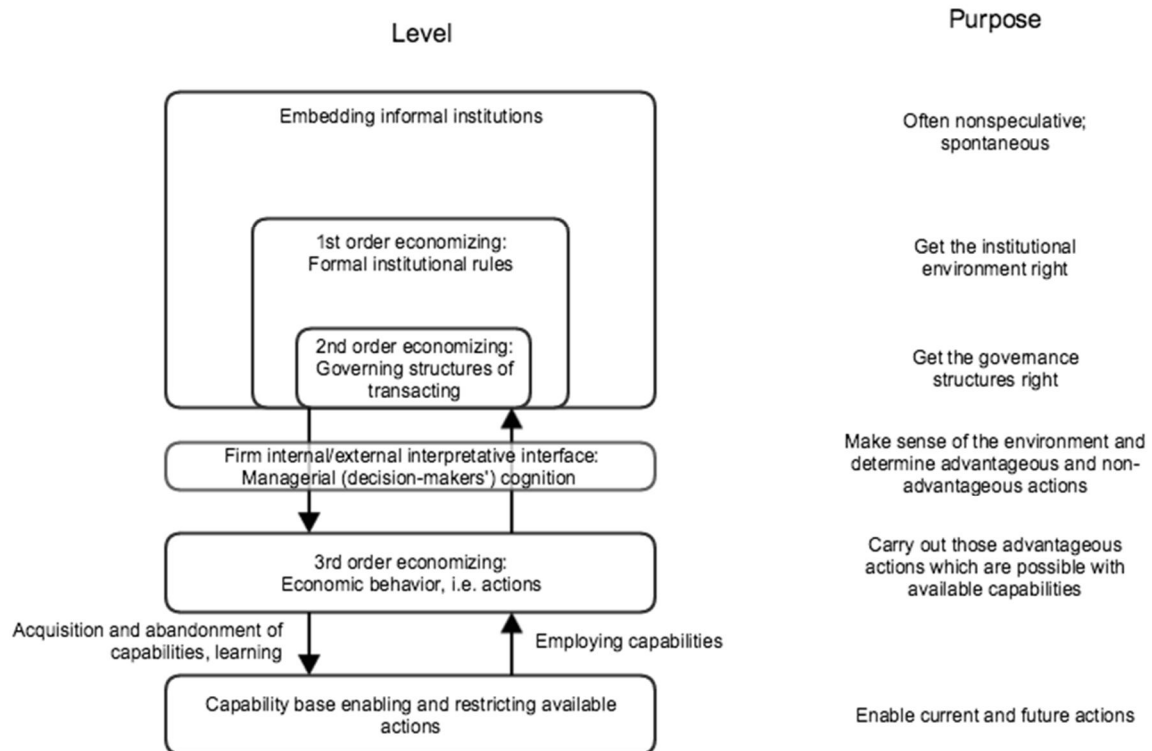 Level
Purpose
Embedding informal institutions
Often nonspeculative;
spontaneous
1st order economizing:
Formal institutional rules
Get the institutional
environment right
2nd order economizing:
Governing structures of
transacting
Get the governance
structures right
Firm internal/external interpretative interface:
Managerial (decision-makers') cognition
Make sense of the environment and
determine advantageous and non-
advantageous actions
3rd order economizing:
Economic behavior, i.e. actions
Carry out those advantageous
actions which are possible with
available capabilities
Acquisition and abandonment of
capabilities, learning
Employing capabilities
Capability base enabling and restricting available
actions
Enable current and future actions